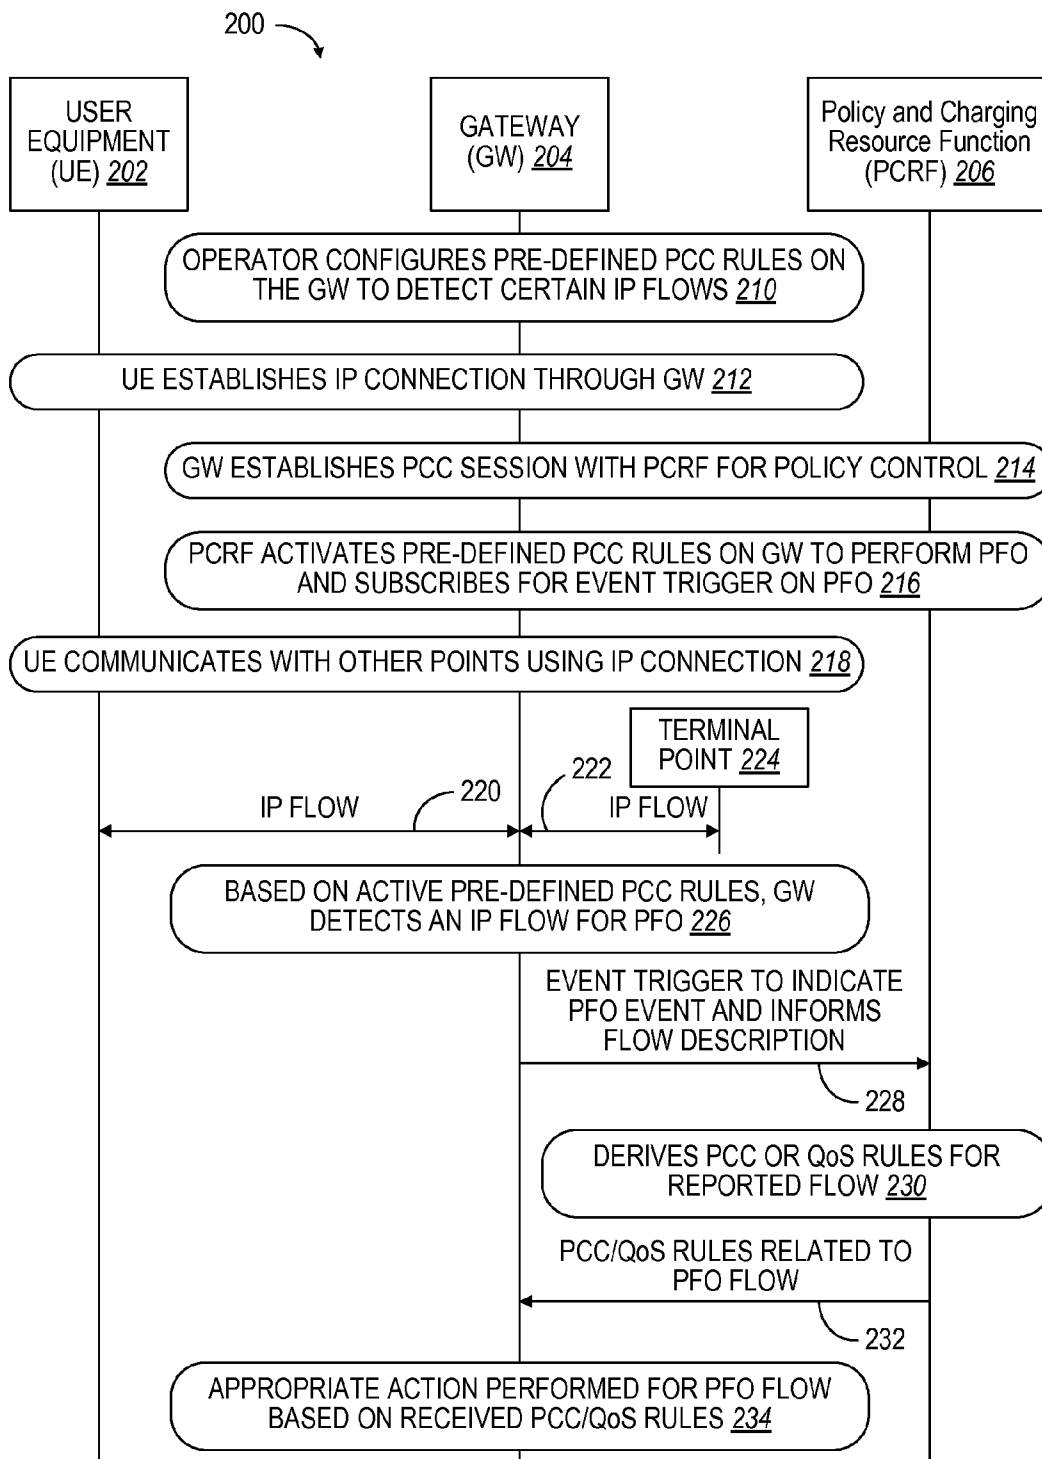 200
USER
EQUIPMENT
(UE) 202
GATEWAY
(GW) 204
Policy and Charging
Resource Function
(PCRF) 206
OPERATOR CONFIGURES PRE-DEFINED PCC RULES ON
THE GW TO DETECT CERTAIN IP FLOWS 210
UE ESTABLISHES IP CONNECTION THROUGH GW 212
GW ESTABLISHES PCC SESSION WITH PCRF FOR POLICY CONTROL 214
PCRF ACTIVATES PRE-DEFINED PCC RULES ON GW TO PERFORM PFO
AND SUBSCRIBES FOR EVENT TRIGGER ON PFO 216
UE COMMUNICATES WITH OTHER POINTS USING IP CONNECTION 218
TERMINAL
POINT 224
IP FLOW
220
222
IP FLOW
BASED ON ACTIVE PRE-DEFINED PCC RULES, GW
DETECTS AN IP FLOW FOR PFO 226
EVENT TRIGGER TO INDICATE
PFO EVENT AND INFORMS
FLOW DESCRIPTION
228
DERIVES PCC OR QoS RULES FOR
REPORTED FLOW 230
PCC/QoS RULES RELATED TO
PFO FLOW
232
APPROPRIATE ACTION PERFORMED FOR PFO FLOW
BASED ON RECEIVED PCC/QoS RULES 234